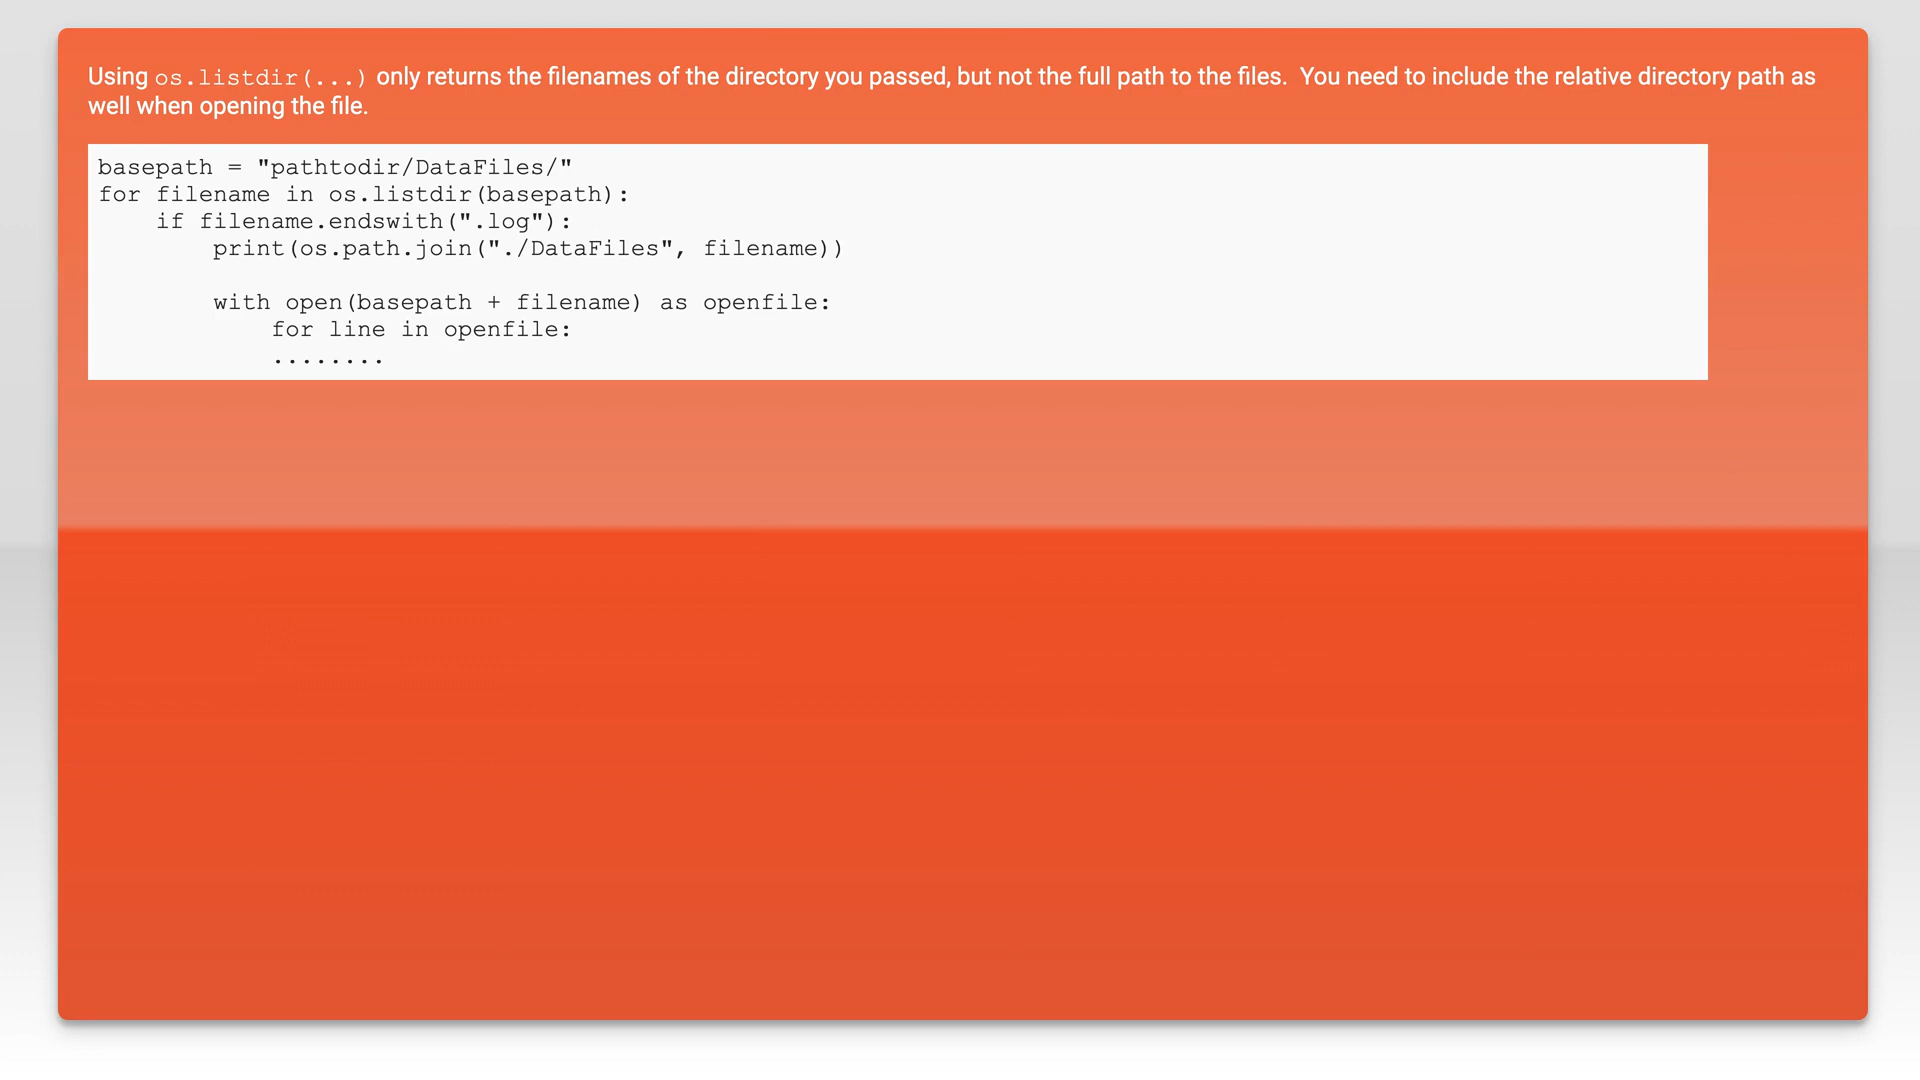 Using os.listdir(...) only returns the filenames of the directory you passed, but not the full path to the files.  You need to include the relative directory path as
well when opening the file.
basepath = "pathtodir/DataFiles/"
for filename in os.listdir(basepath):
    if filename.endswith(".log"):
        print(os.path.join("./DataFiles", filename))
        with open(basepath + filename) as openfile:
            for line in openfile:
            ........